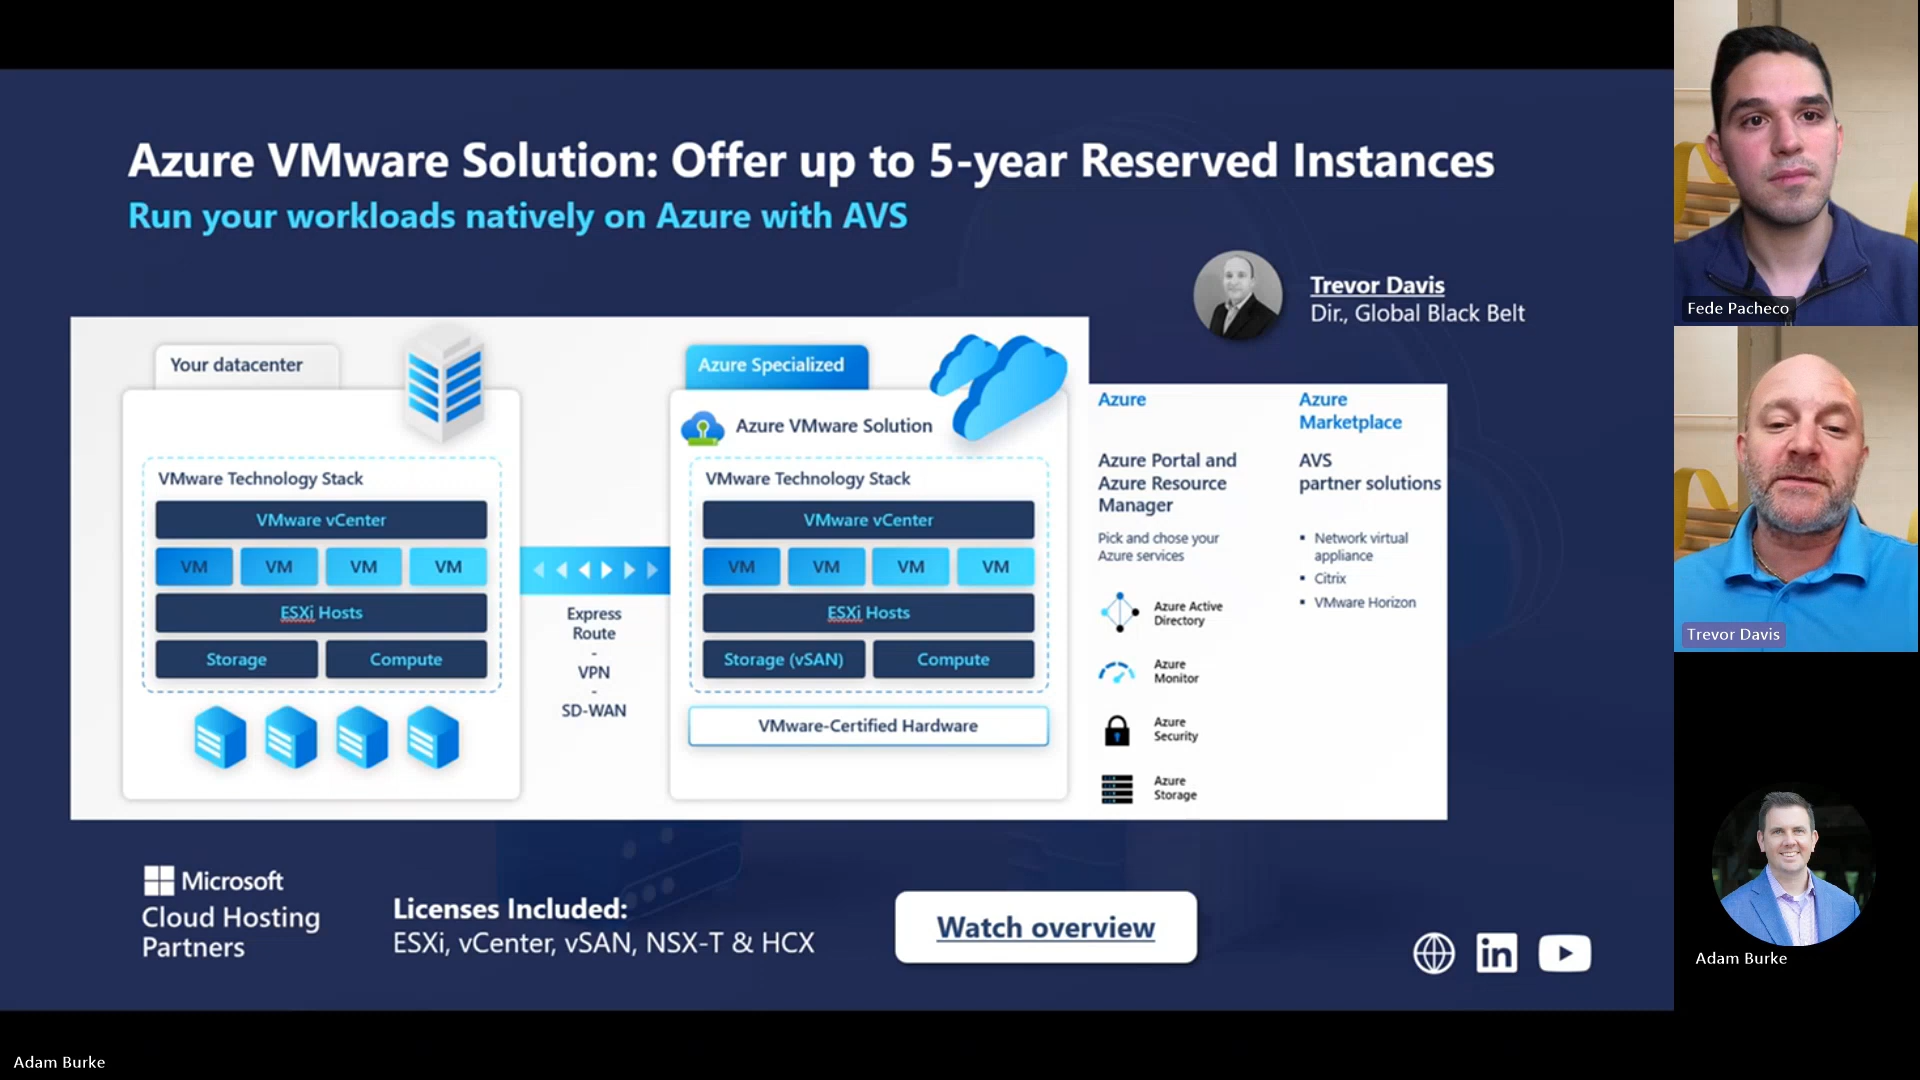 Azure VMware Solution: Offer up to 5-year Reserved Instances
Run your workloads natively on Azure with AVS
Trevor Davis
Dir., Global Black Belt
Your datacenter
VMware Technology Stack
VMware vCenter
VM VM VM VM
ESXi Hosts
Storage Compute
Express
Route
-
VPN
-
SD-WAN
Azure Specialized
Azure VMware Solution
VMware Technology Stack
VMware vCenter
VM VM VM VM
ESXi Hosts
Storage (vSAN) Compute
VMware-Certified Hardware
Azure
Azure Portal and
Azure Resource
Manager
Pick and chose your
Azure services
Azure Active
Directory
Azure
Monitor
Azure
Security
Azure
Storage
Azure
Marketplace
AVS
partner solutions
▪ Network virtual
appliance
▪ Citrix
▪ VMware Horizon
Microsoft
Cloud Hosting
Partners
Licenses Included:
ESXi, vCenter, vSAN, NSX-T & HCX
Watch overview
in
Fede Pacheco
Trevor Davis
Adam Burke
Adam Burke